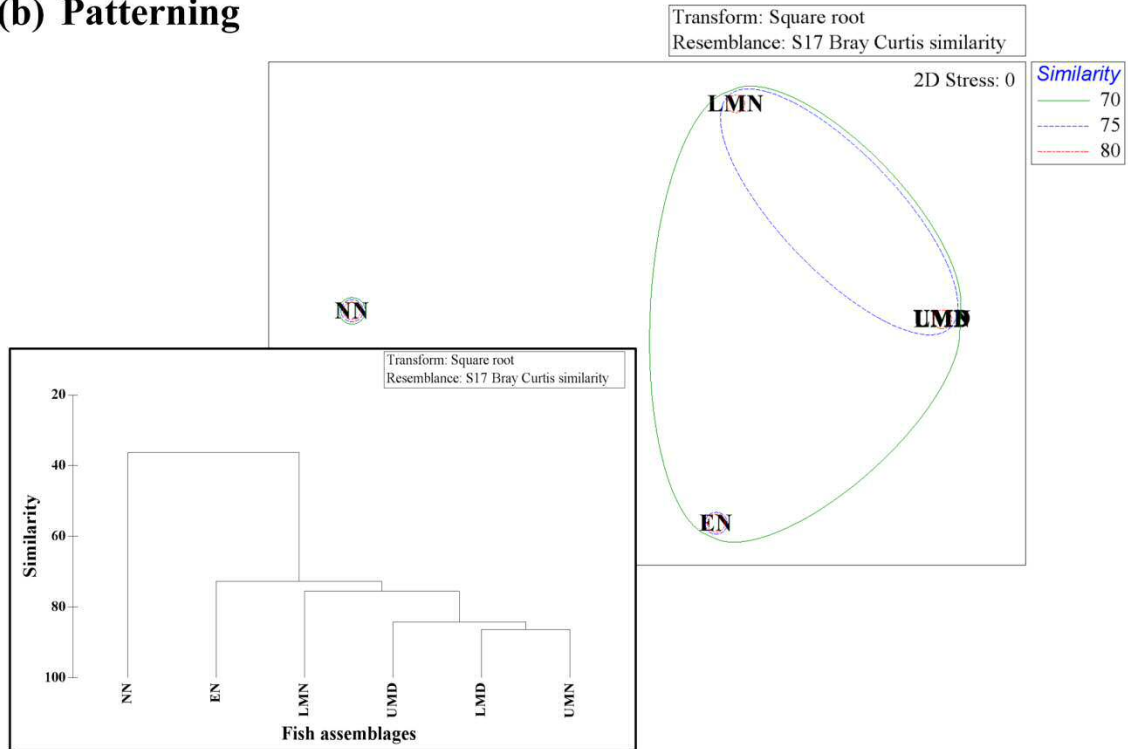 (b) Patterning
Transform: Square root
Resemblance: S17 Bray Curtis similarity
2D Stress: 0
Similarity
70
75
80
LMN
NN
EN
Transform: Square root
Resemblance: S17 Bray Curtis similarity
20
40
60
80
100
Similarity
NN
EN
LMN
UMD
LMD
UMN
Fish assemblages